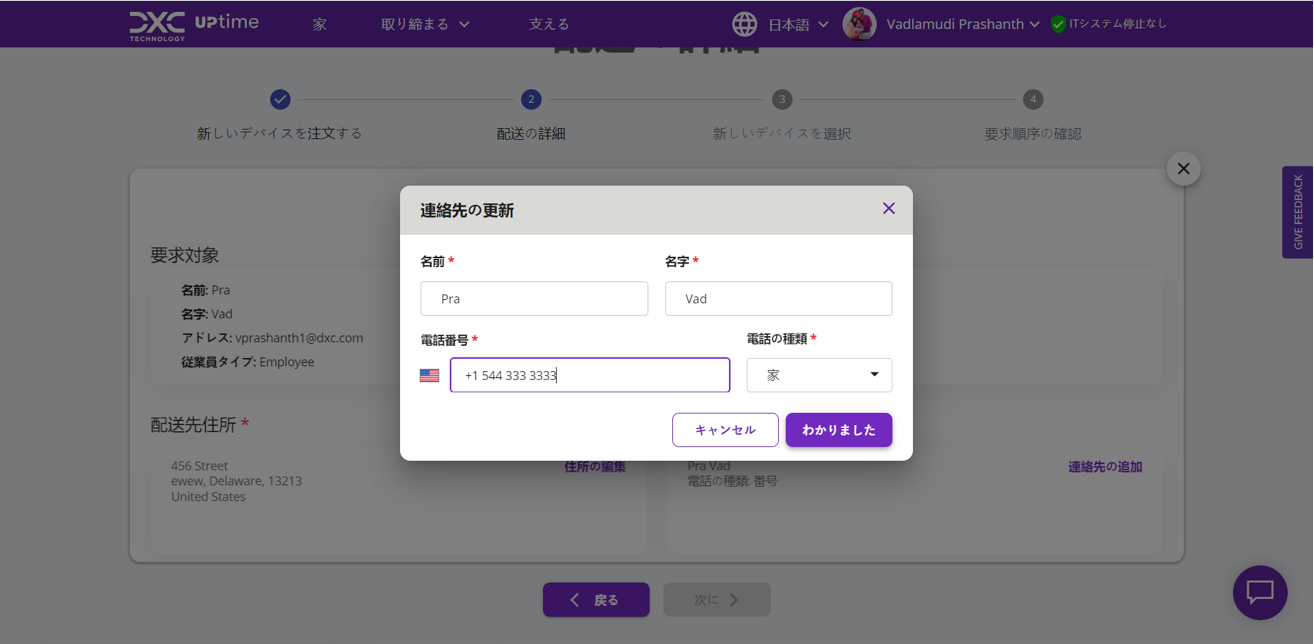 DXC TECHNOLOGY UPtime 家 取り締まる 支える 日本語 Vadlamudi Prashanth ITシステム停止なし
2 3 4
新しいデバイスを注文する 配送の詳細 新しいデバイスを選択 要求順序の確認
GIVE FEEDBACK
連絡先の更新
名前 * 名字 *
Pra Vad
電話番号 * 電話の種類 *
+1 544 333 3333 家
キャンセル わかりました
要求対象
名前: Pra
名字: Vad
アドレス: vprashanth1@dxc.com
従業員タイプ: Employee
配送先住所 *
456 Street 住所の編集
ewew, Delaware, 13213
United States
Pra Vad 連絡先の追加
電話の種類: 番号
戻る 次に